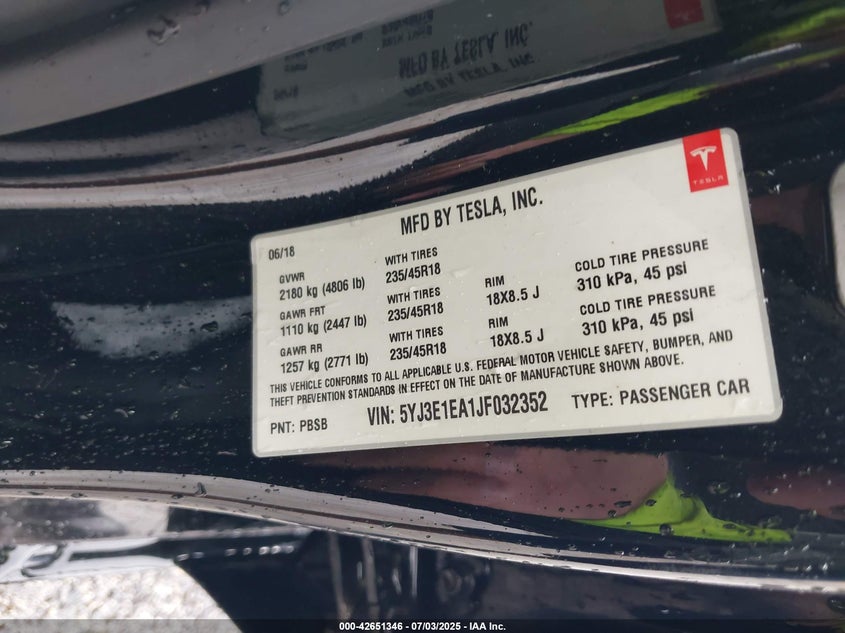 TESLA
MFD BY TESLA, INC.
06/18
GVWR WITH TIRES
2180 kg (4806 lb) 235/45R18 RIM COLD TIRE PRESSURE
GAWR FRT WITH TIRES 18X8.5 J 310 kPa, 45 psi
1110 kg (2447 lb) 235/45R18 RIM COLD TIRE PRESSURE
GAWR RR WITH TIRES 18X8.5 J 310 kPa, 45 psi
1257 kg (2771 lb) 235/45R18
THIS VEHICLE CONFORMS TO ALL APPLICABLE U.S. FEDERAL MOTOR VEHICLE SAFETY, BUMPER, AND
THEFT PREVENTION STANDARDS IN EFFECT ON THE DATE OF MANUFACTURE SHOWN ABOVE.
PNT: PBSB VIN: 5YJ3E1EA1JF032352 TYPE: PASSENGER CAR
000-42651346 - 07/03/2025 - IAA Inc.